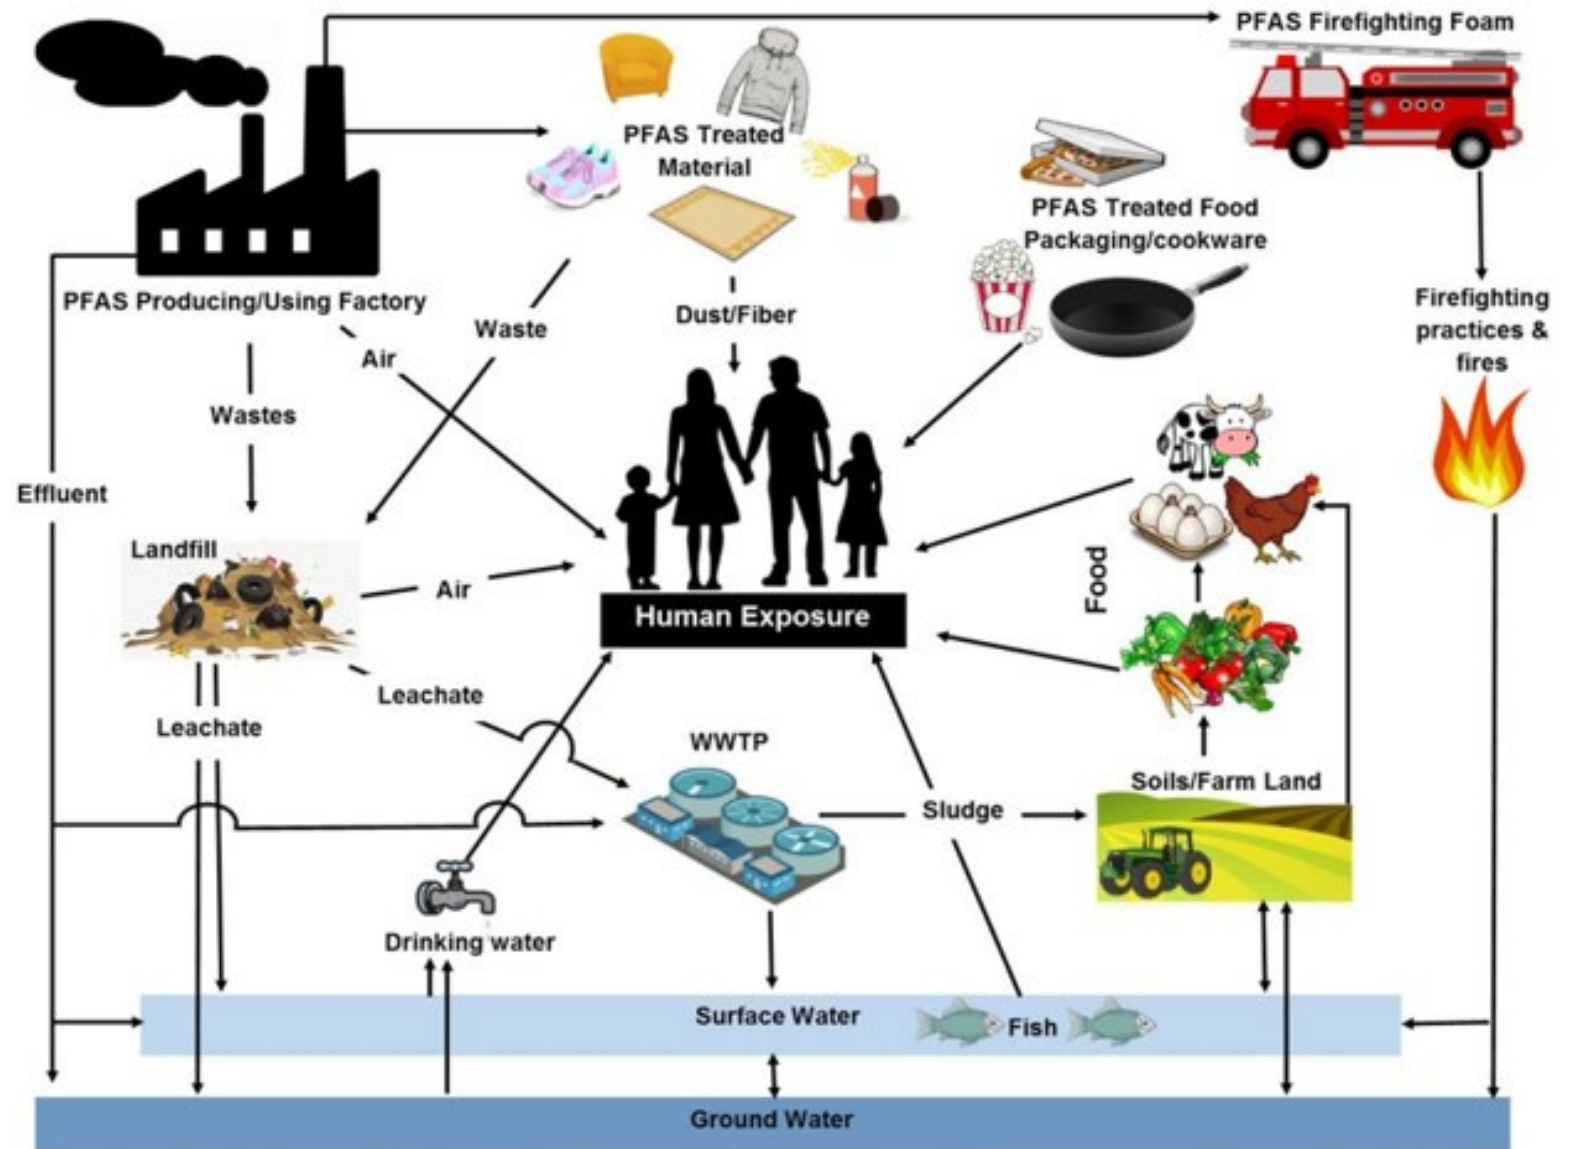 PFAS Firefighting Foam
PFAS Treated
Material
PFAS Treated Food
Packaging/cookware
PFAS Producing/Using Factory
Firefighting
practices &
fires
Waste
Dust/Fiber
Air
Wastes
Effluent
Landfill
Air
Food
Human Exposure
Leachate
Leachate
WWTP
Soils/Farm Land
Sludge
Drinking water
Surface Water
Fish
Ground Water